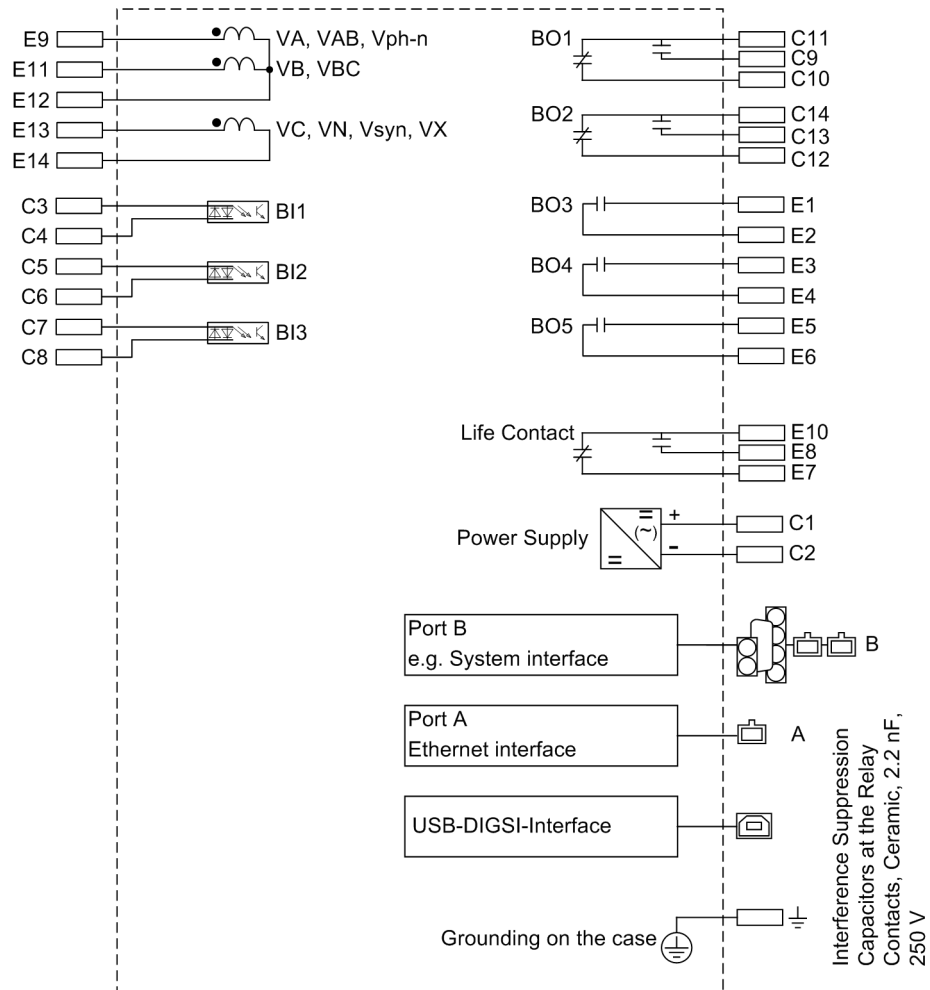 E9
VA, VAB, Vph-n
E11
VB, VBC
E12
E13
VC, VN, Vsyn, VX
E14
C3
BI1
C4
C5
BI2
C6
C7
BI3
C8
BO1
C11
C9
C10
BO2
C14
C13
C12
BO3
E1
E2
BO4
E3
E4
BO5
E5
E6
Life Contact
E10
E8
E7
Power Supply
=
(~)
=
+
-
C1
C2
Port B
e.g. System interface
B
Port A
Ethernet interface
A
USB-DIGSI-Interface
Grounding on the case
Interference Suppression
Capacitors at the Relay
Contacts, Ceramic, 2.2 nF,
250 V